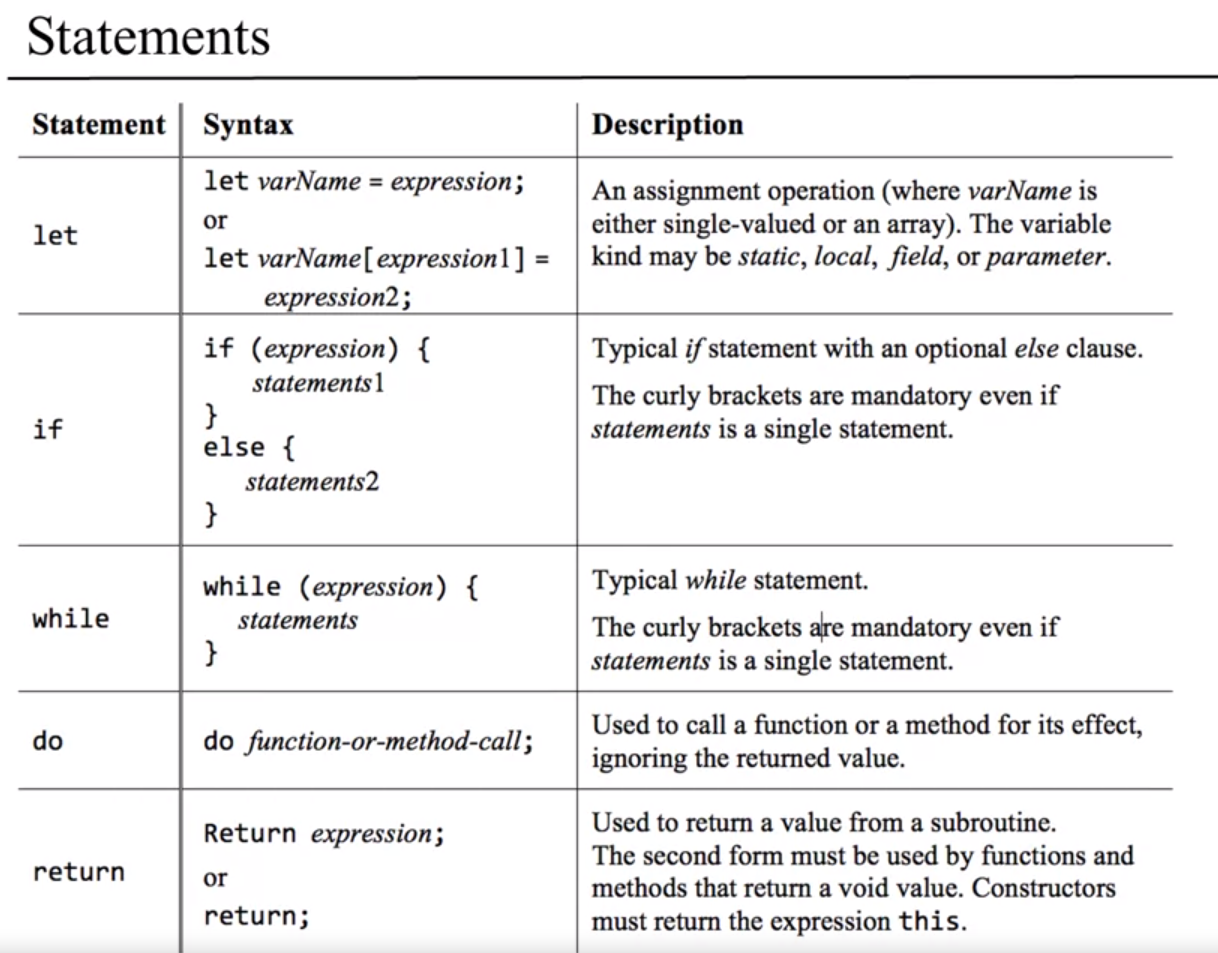 Statements
Statement Syntax Description
let
let varName = expression;
or
let varName[expression1] =
expression2;
An assignment operation (where varName is
either single-valued or an array). The variable
kind may be static, local, field, or parameter.
if
if (expression) {
statements1
}
else {
statements2
}
Typical if statement with an optional else clause.
The curly brackets are mandatory even if
statements is a single statement.
while
while (expression) {
statements
}
Typical while statement.
The curly brackets are mandatory even if
statements is a single statement.
do
do function-or-method-call;
Used to call a function or a method for its effect,
ignoring the returned value.
return
Return expression;
or
return;
Used to return a value from a subroutine.
The second form must be used by functions and
methods that return a void value. Constructors
must return the expression this.